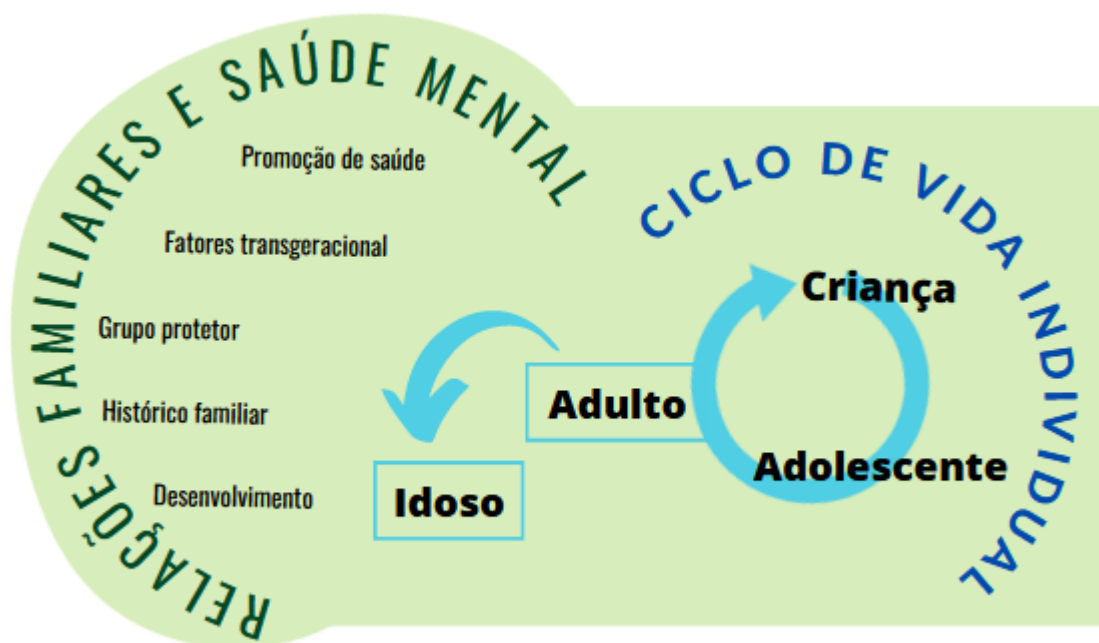 RELAÇÕES FAMILIARES E SAÚDE MENTAL
Promoção de saúde
Fatores transgeracional
Grupo protetor
Histórico familiar
Desenvolvimento
CICLO DE VIDA INDIVIDUAL
Criança
Adolescente
Adulto
Idoso